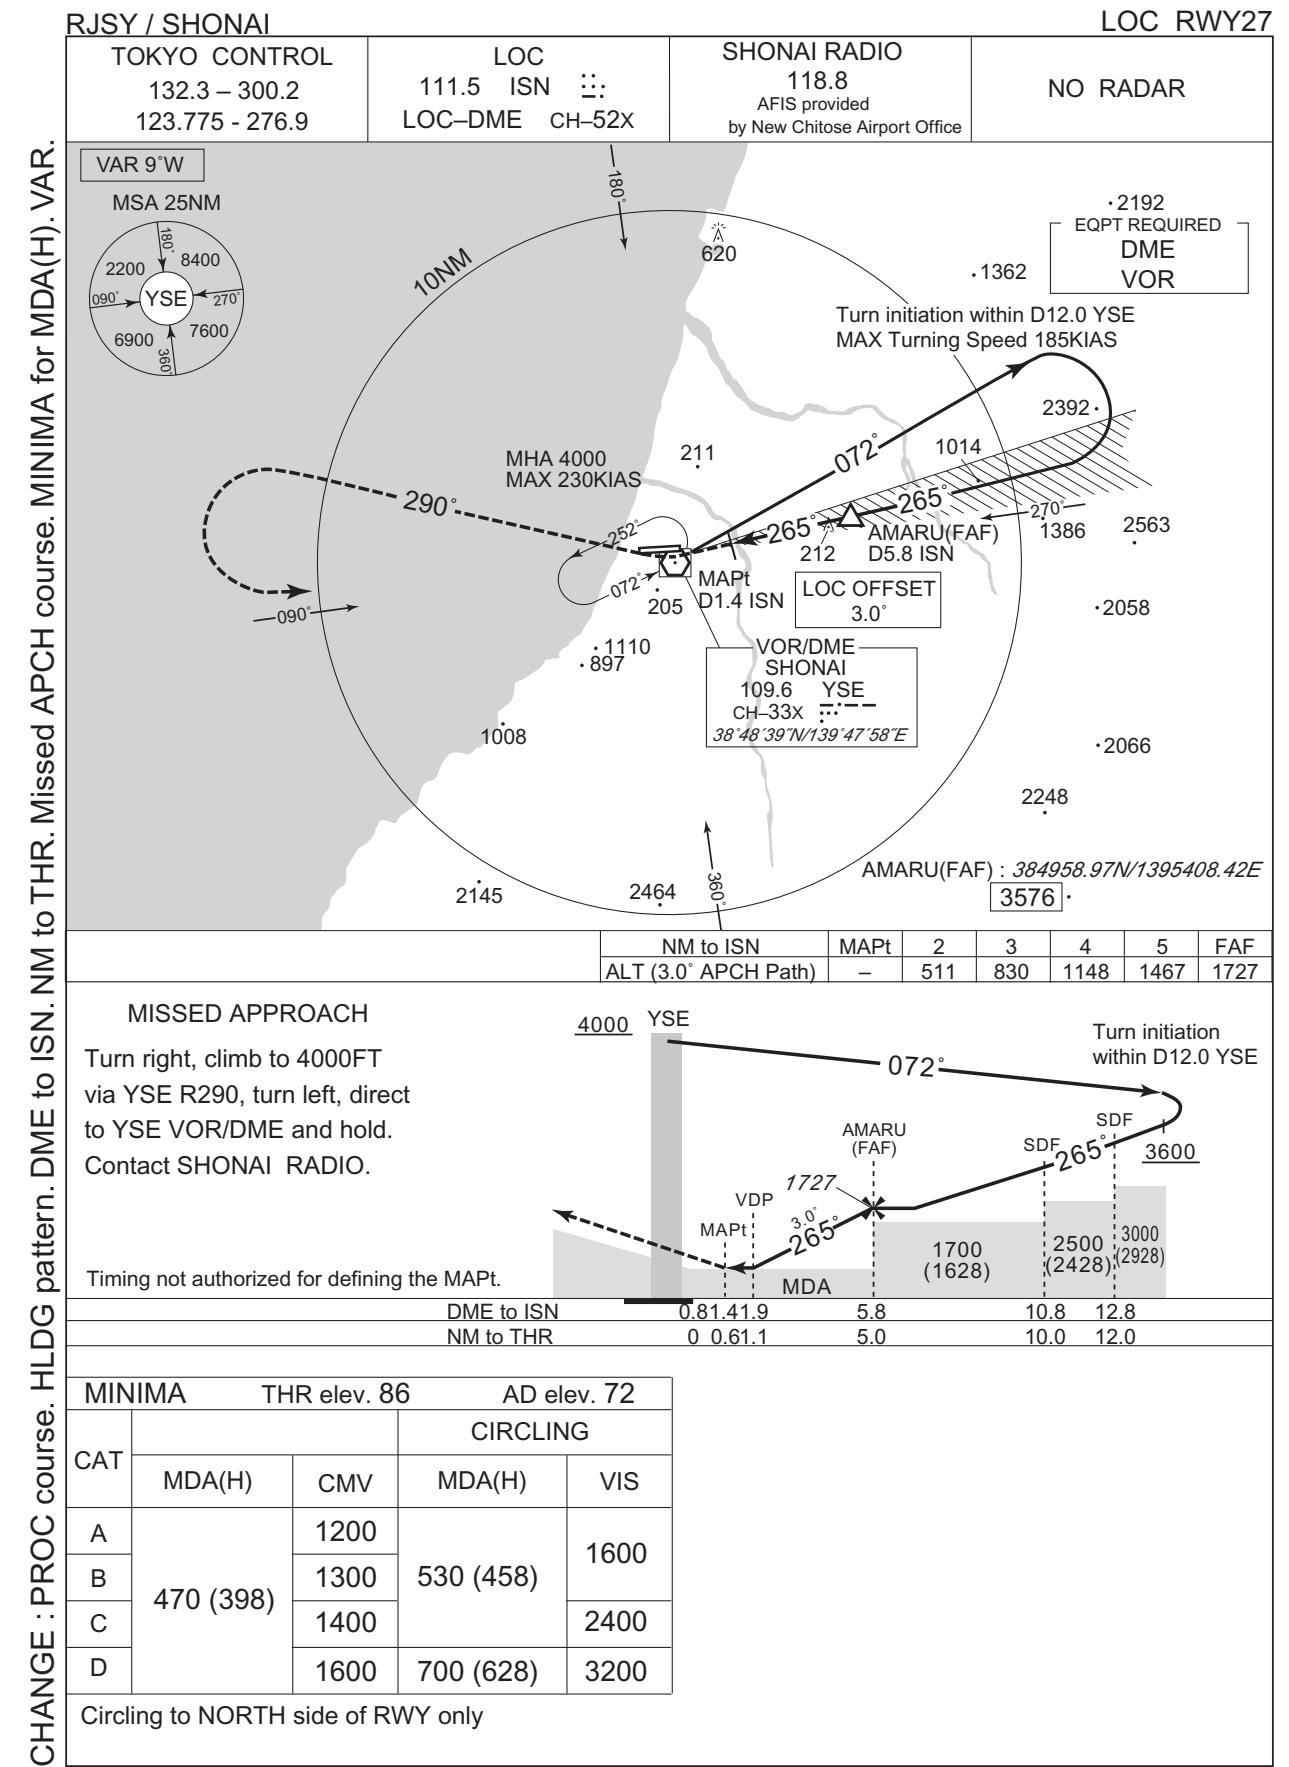 RJSY / SHONAI
LOC RWY27
TOKYO CONTROL
132.3 – 300.2
123.775 - 276.9
LOC
111.5 ISN
LOC–DME CH–52X
SHONAI RADIO
118.8
AFIS provided
by New Chitose Airport Office
NO RADAR
CHANGE : PROC course. HLDG pattern. DME to ISN. NM to THR. Missed APCH course. MINIMA for MDA(H). VAR.
VAR 9°W
MSA 25NM
180°
2200
8400
090°
YSE
270°
6900
7600
360°
180°
10NM
620
2192
EQPT REQUIRED
DME
VOR
1362
Turn initiation within D12.0 YSE
MAX Turning Speed 185KIAS
2392
1014
072°
MHA 4000
MAX 230KIAS
211
290°
265°
265°
270°
252°
AMARU(FAF)
D5.8 ISN
1386
2563
212
072°
MAPt
D1.4 ISN
205
LOC OFFSET
3.0°
090°
2058
1110
897
VOR/DME
SHONAI
109.6 YSE
CH–33X
38°48´39˝N/139°47´58˝E
1008
2066
2248
360°
AMARU(FAF) : 384958.97N/1395408.42E
2145
2464
3576
NM to ISN MAPt 2 3 4 5 FAF
ALT (3.0° APCH Path) – 511 830 1148 1467 1727
MISSED APPROACH
Turn right, climb to 4000FT
via YSE R290, turn left, direct
to YSE VOR/DME and hold.
Contact SHONAI RADIO.
Timing not authorized for defining the MAPt.
4000
YSE
072°
Turn initiation
within D12.0 YSE
SDF
SDF
265°
3600
AMARU
(FAF)
1727
VDP
3.0°
265°
MAPt
MDA
1700
(1628)
2500
(2428)
3000
(2928)
DME to ISN 0.8 1.4 1.9 5.8 10.8 12.8
NM to THR 0 0.6 1.1 5.0 10.0 12.0
MINIMA THR elev. 86 AD elev. 72
CAT
CIRCLING
MDA(H) CMV MDA(H) VIS
A 1200
B 1300
C 1400
D 1600
470 (398)
530 (458)
700 (628)
1600
2400
3200
Circling to NORTH side of RWY only